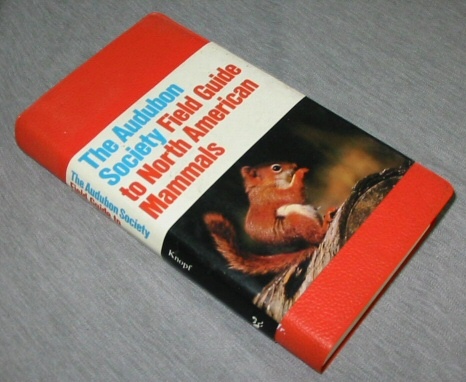 The Audubon
Society Field Guide
to North American
Mammals
The Audubon Society
Field Guide to
Knopf